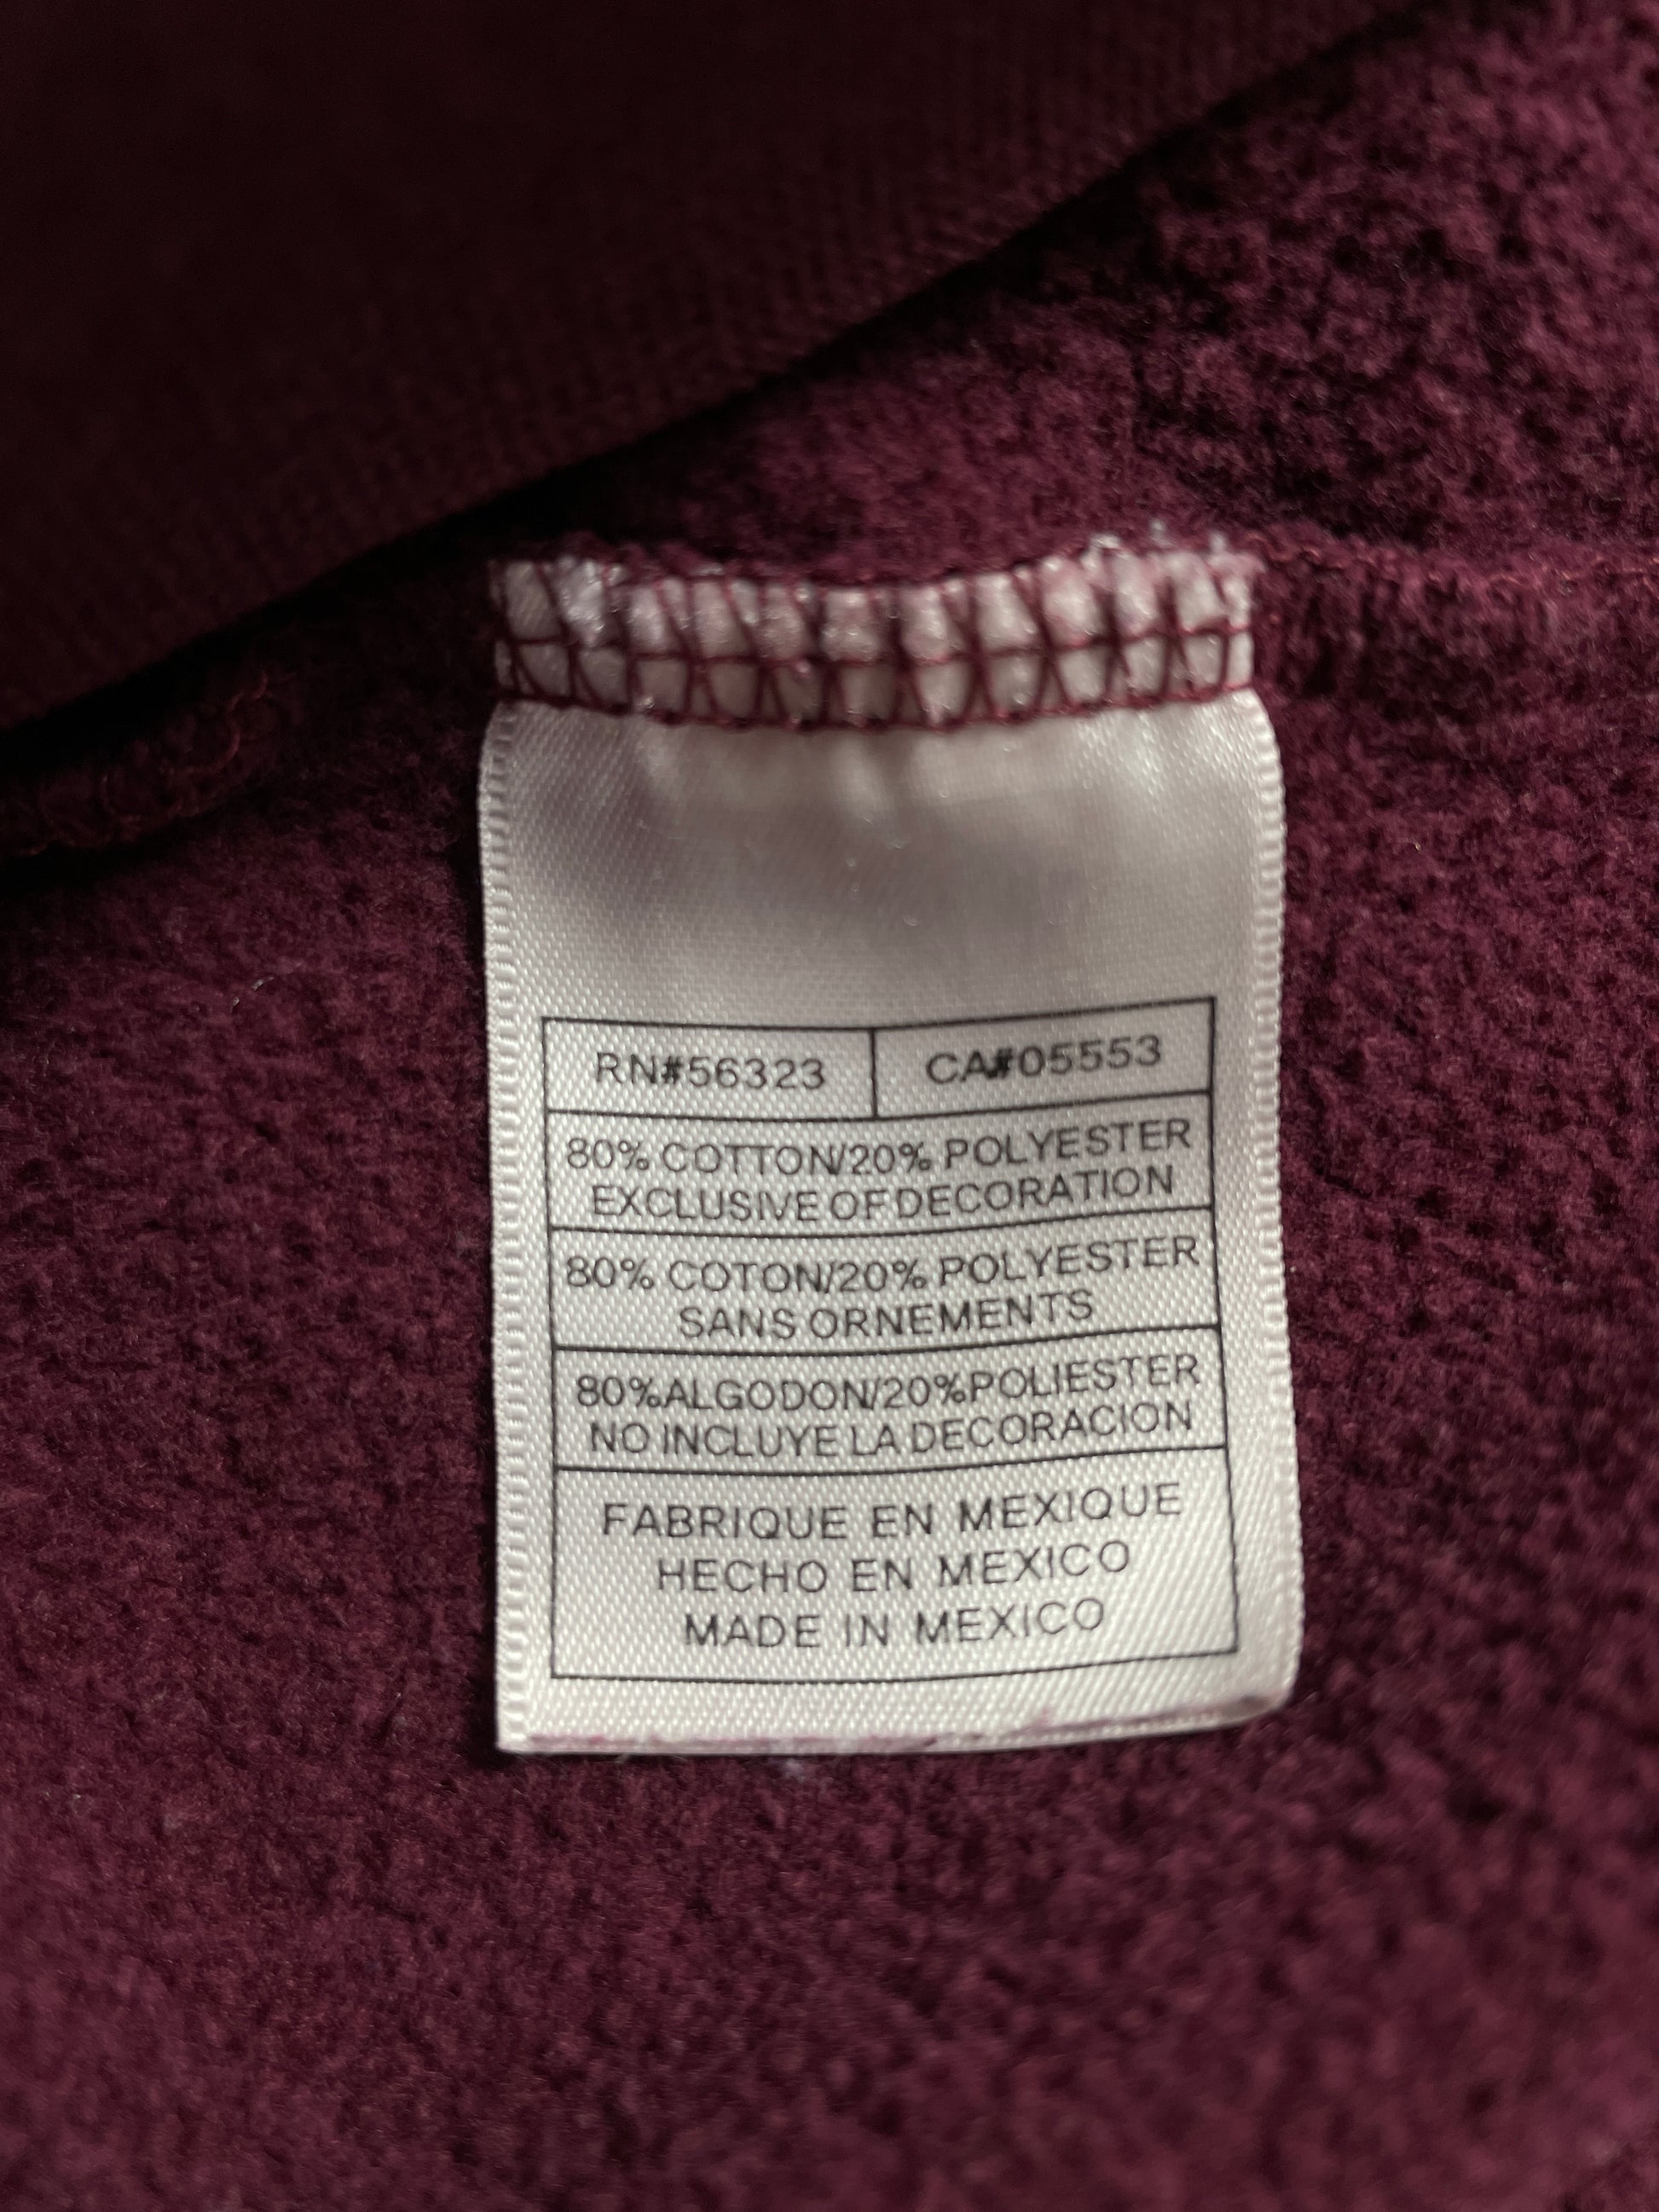 RN#56323 CA#05553
80% COTTON/20% POLYESTER
EXCLUSIVE OF DECORATION
80% COTON/20% POLYESTER
SANS ORNEMENTS
80%ALGODON/20%POLIESTER
NO INCLUYE LA DECORACION
FABRIQUE EN MEXIQUE
HECHO EN MEXICO
MADE IN MEXICO